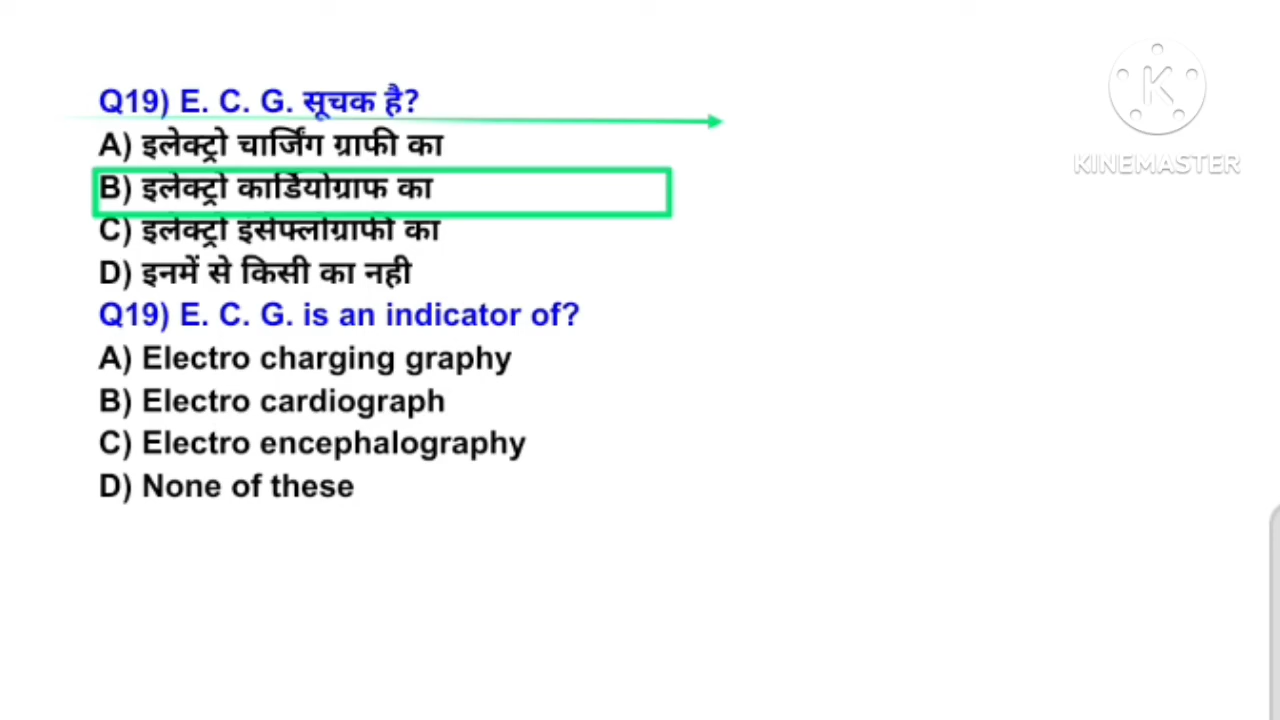 Q19) E. C. G. सूचक है?
A) इलेक्ट्रो चार्जिंग ग्राफी का
B) इलेक्ट्रो कार्डियोग्राफ का
C) इलेक्ट्रो इंसेफ्लोग्राफी का
D) इनमें से किसी का नही
Q19) E. C. G. is an indicator of?
A) Electro charging graphy
B) Electro cardiograph
C) Electro encephalography
D) None of these
K
KINEMASTER